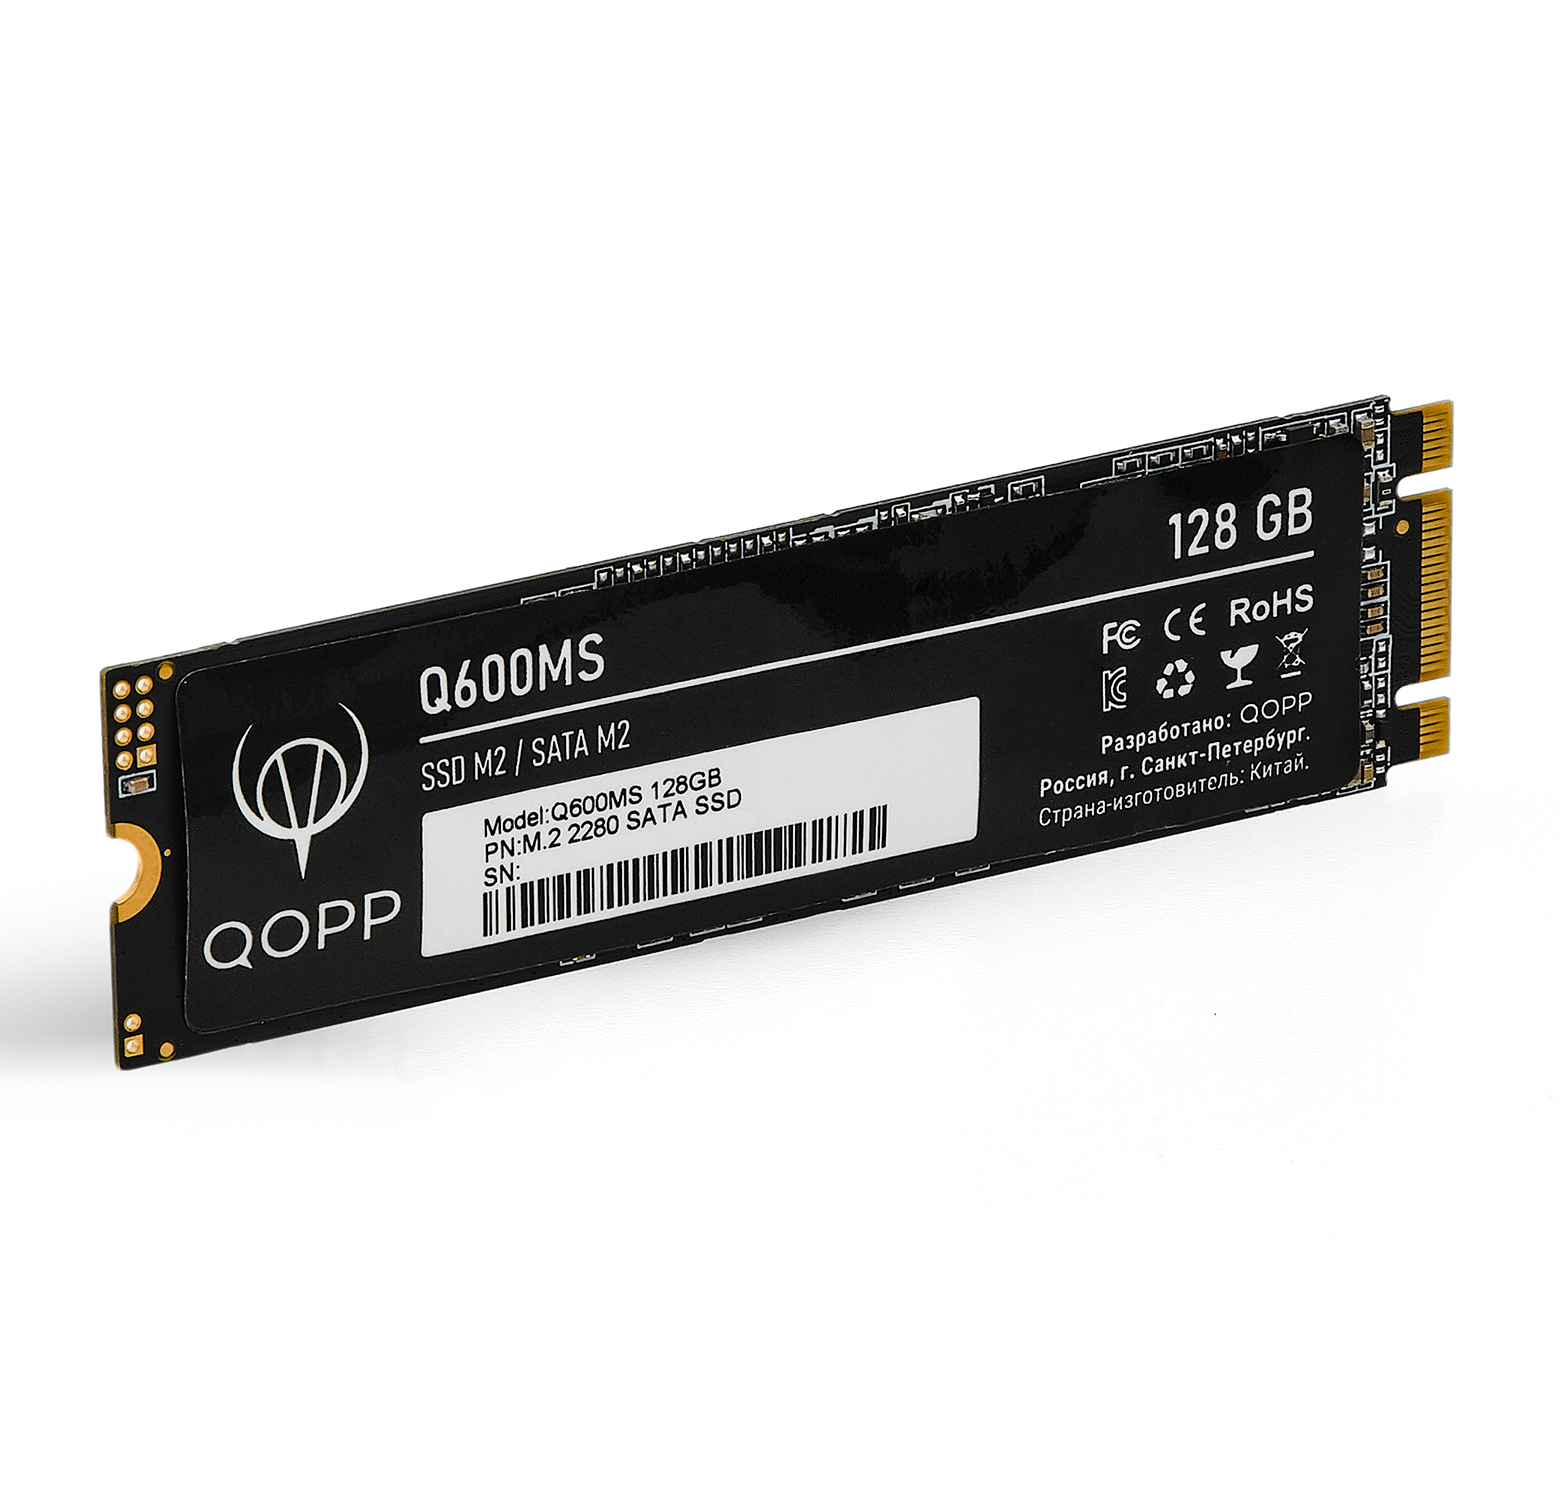 128 GB
Q600MS
SSD M2 / SATA M2
Model:Q600MS 128GB
PN:M.2 2280 SATA SSD
SN:
QOPP
FC CE RoHS
Разработано: QOPP
Россия, г. Санкт-Петербург.
Страна-изготовитель: Китай.